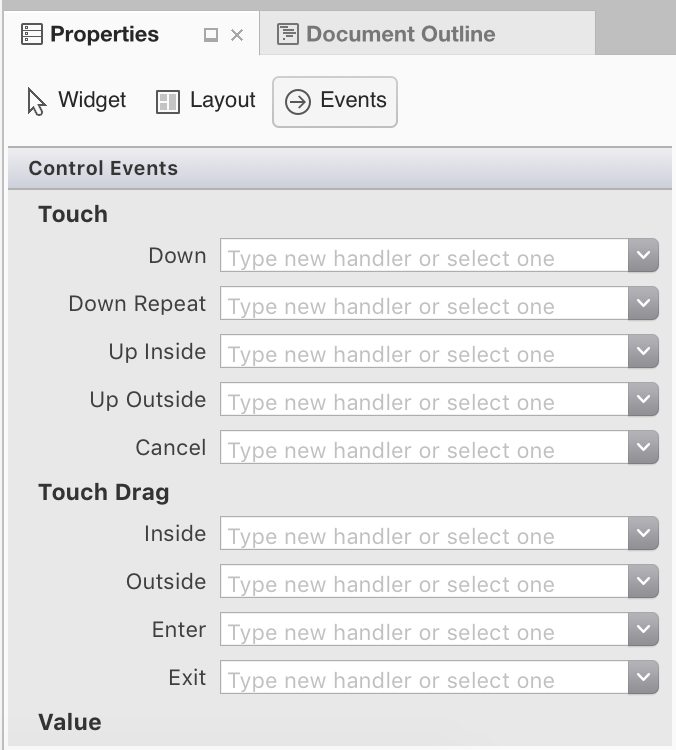 Properties Document Outline
Widget Layout Events
Control Events
Touch
Down Type new handler or select one
Down Repeat Type new handler or select one
Up Inside Type new handler or select one
Up Outside Type new handler or select one
Cancel Type new handler or select one
Touch Drag
Inside Type new handler or select one
Outside Type new handler or select one
Enter Type new handler or select one
Exit Type new handler or select one
Value